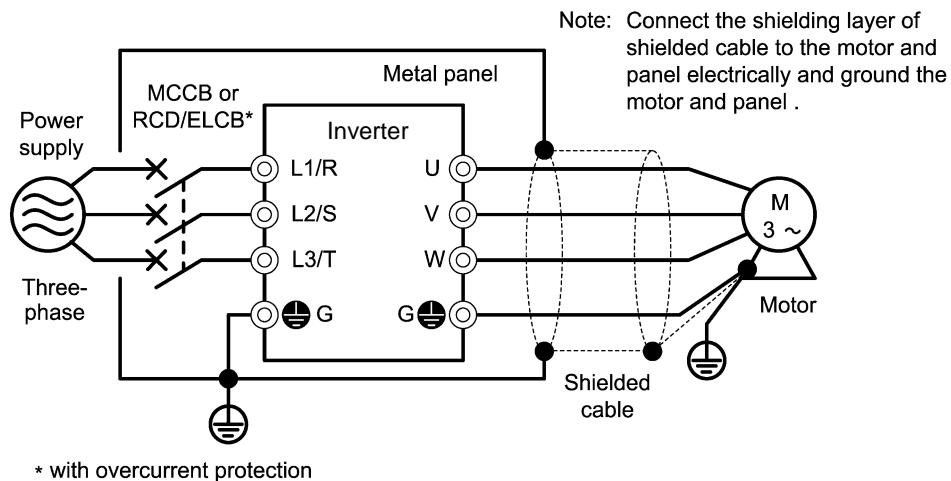 Note: Connect the shielding layer of
shielded cable to the motor and
panel electrically and ground the
motor and panel .
Metal panel
MCCB or
RCD/ELCB*
Power
supply
Inverter
L1/R
U
L2/S
V
L3/T
W
G
G
M
3 ~
Three-
phase
Motor
Shielded
cable
* with overcurrent protection